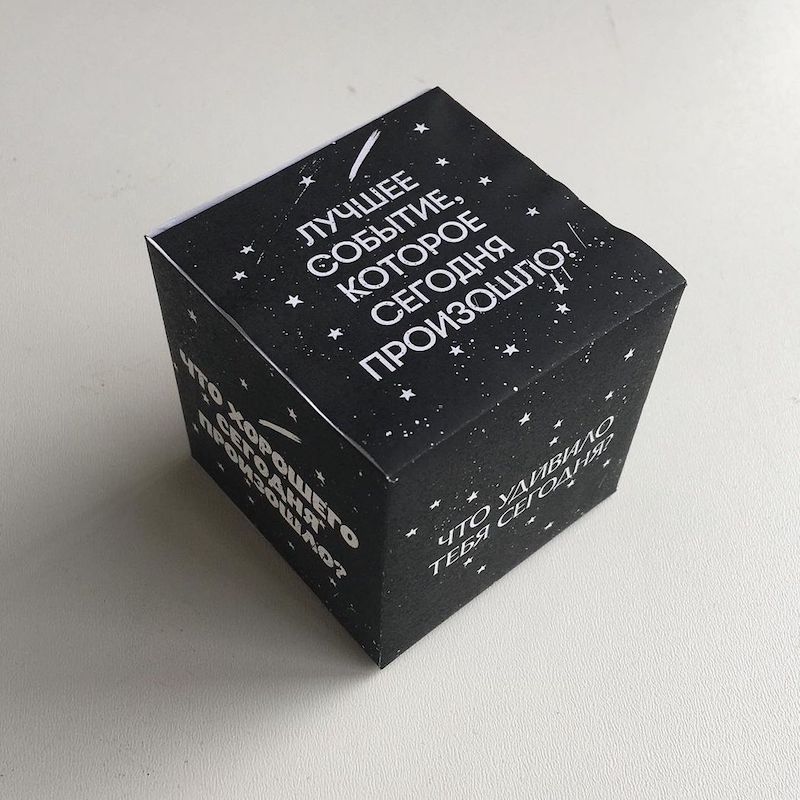 ЛУЧШЕЕ
СОБЫТИЕ,
КОТОРОЕ
СЕГОДНЯ
ПРОИЗОШЛО?
ЧТО ХОРОШЕГО
СЕГОДНЯ
ПРОИЗОШЛО?
ЧТО УДИВИЛО
ТЕБЯ СЕГОДНЯ?